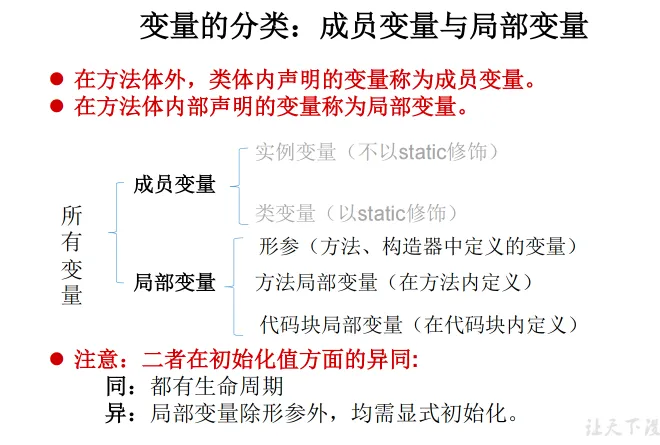 变量的分类：成员变量与局部变量
● 在方法体外，类体内声明的变量称为成员变量。
● 在方法体内部声明的变量称为局部变量。
所有变量
成员变量
实例变量（不以static修饰）
类变量（以static修饰）
局部变量
形参（方法、构造器中定义的变量）
方法局部变量（在方法内定义）
代码块局部变量（在代码块内定义）
● 注意：二者在初始化值方面的异同:
同：都有生命周期
异：局部变量除形参外，均需显式初始化。
让天下没